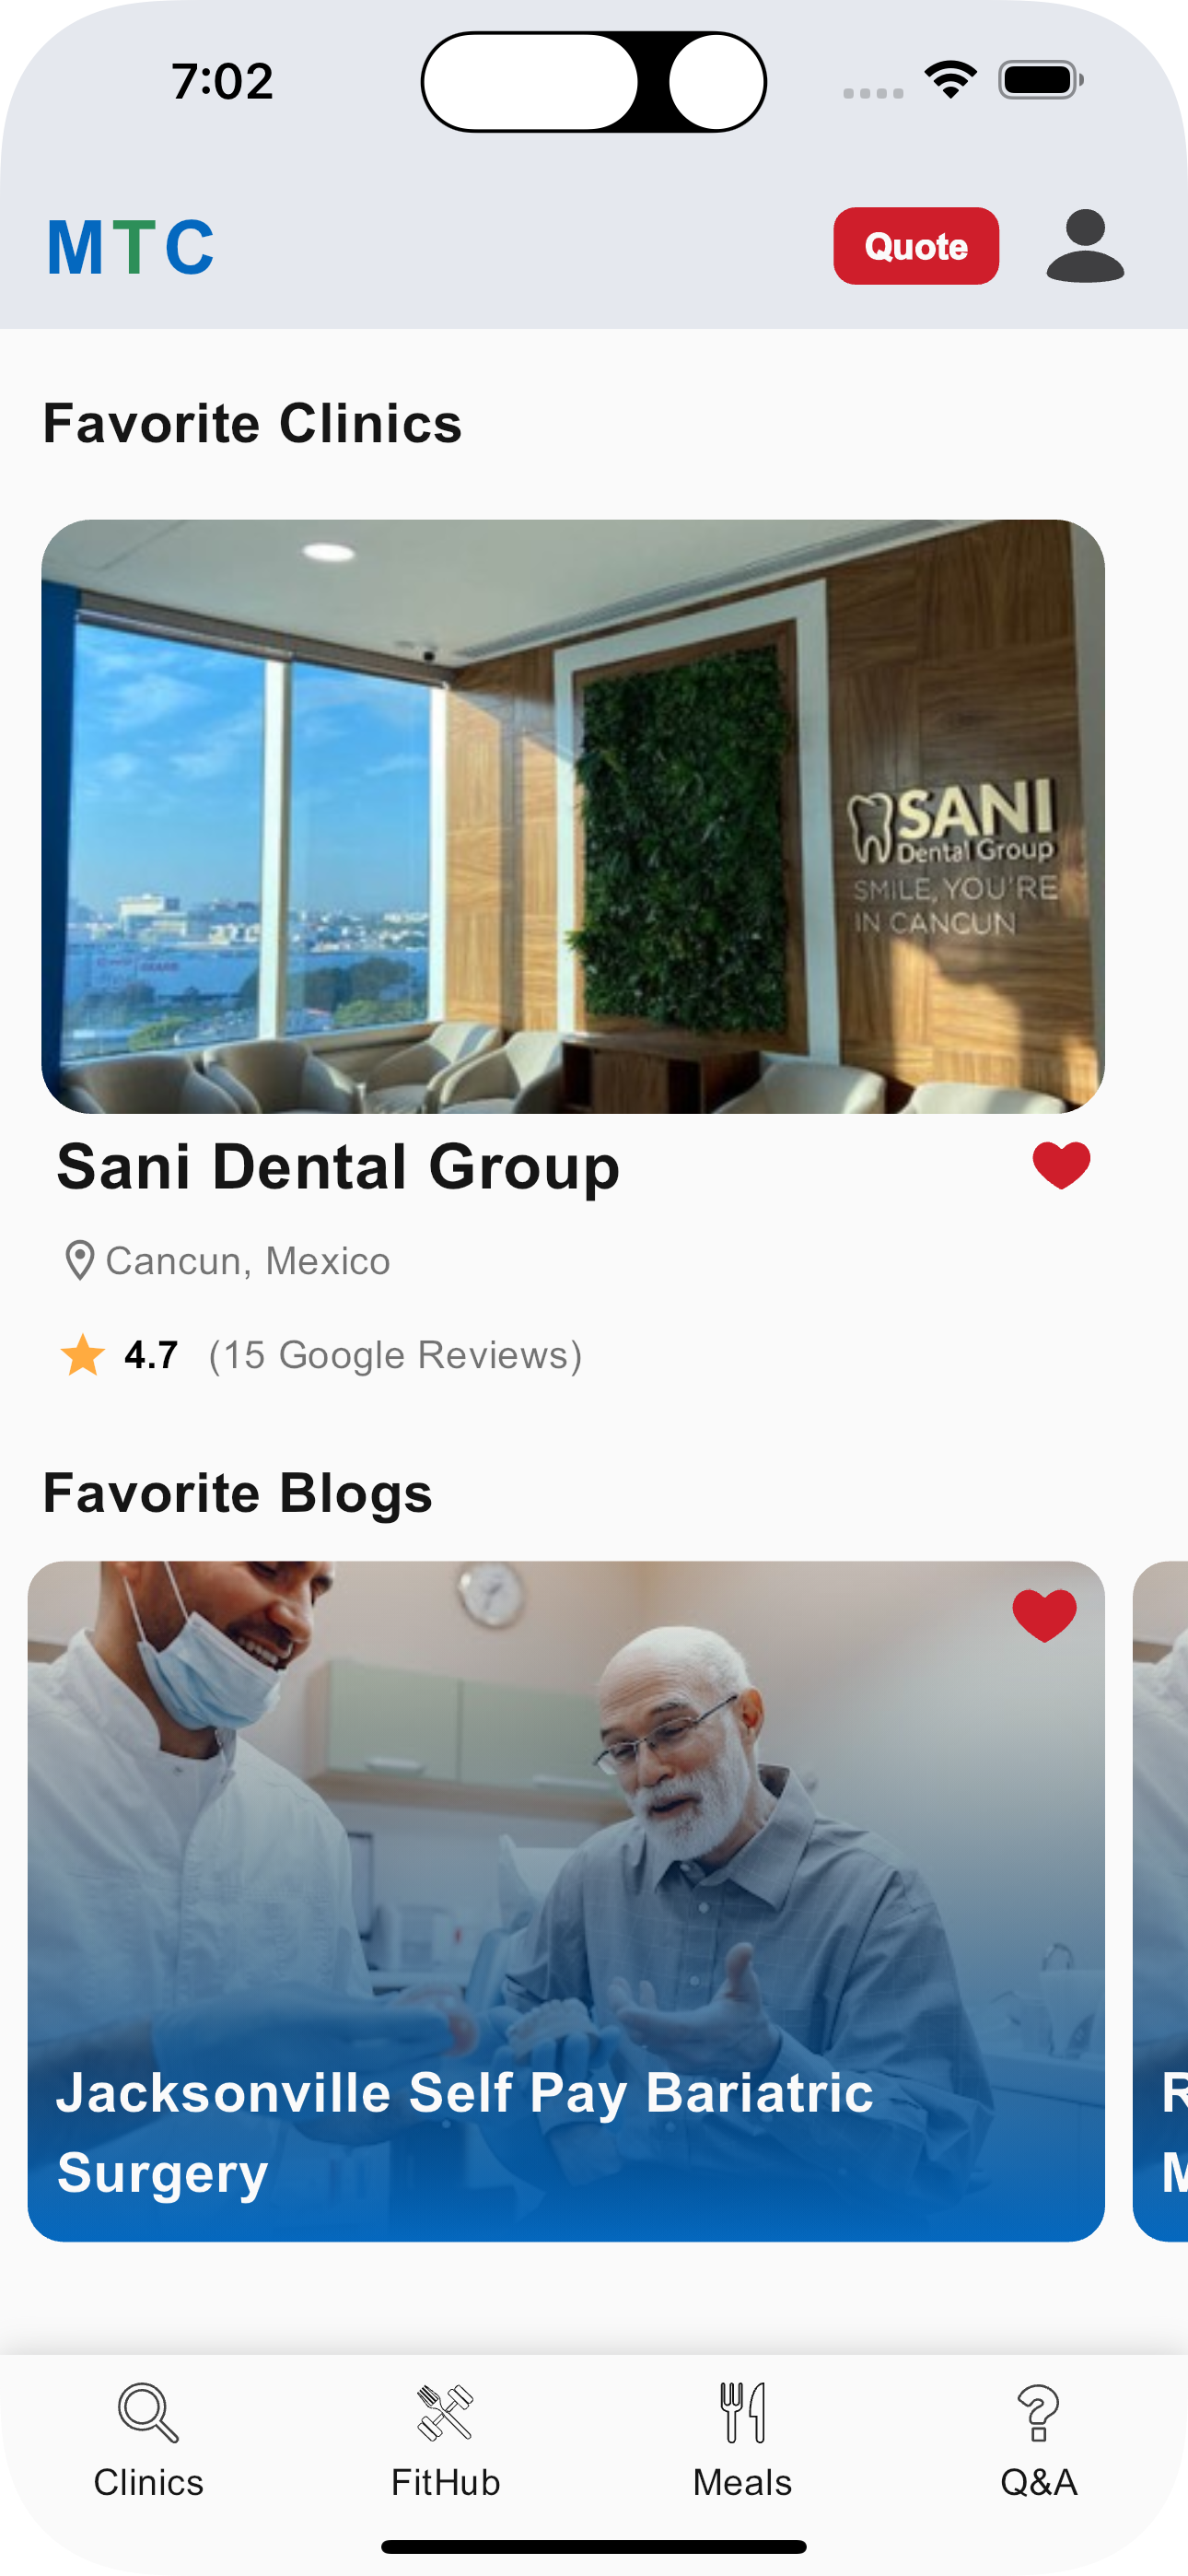 7:02
MTC
Quote
Favorite Clinics
SANI
Dental Group
SMILE, YOU'RE
IN CANCUN
Sani Dental Group
Cancun, Mexico
4.7 (15 Google Reviews)
Favorite Blogs
Jacksonville Self Pay Bariatric
Surgery
R
M
Clinics
FitHub
Meals
Q&A